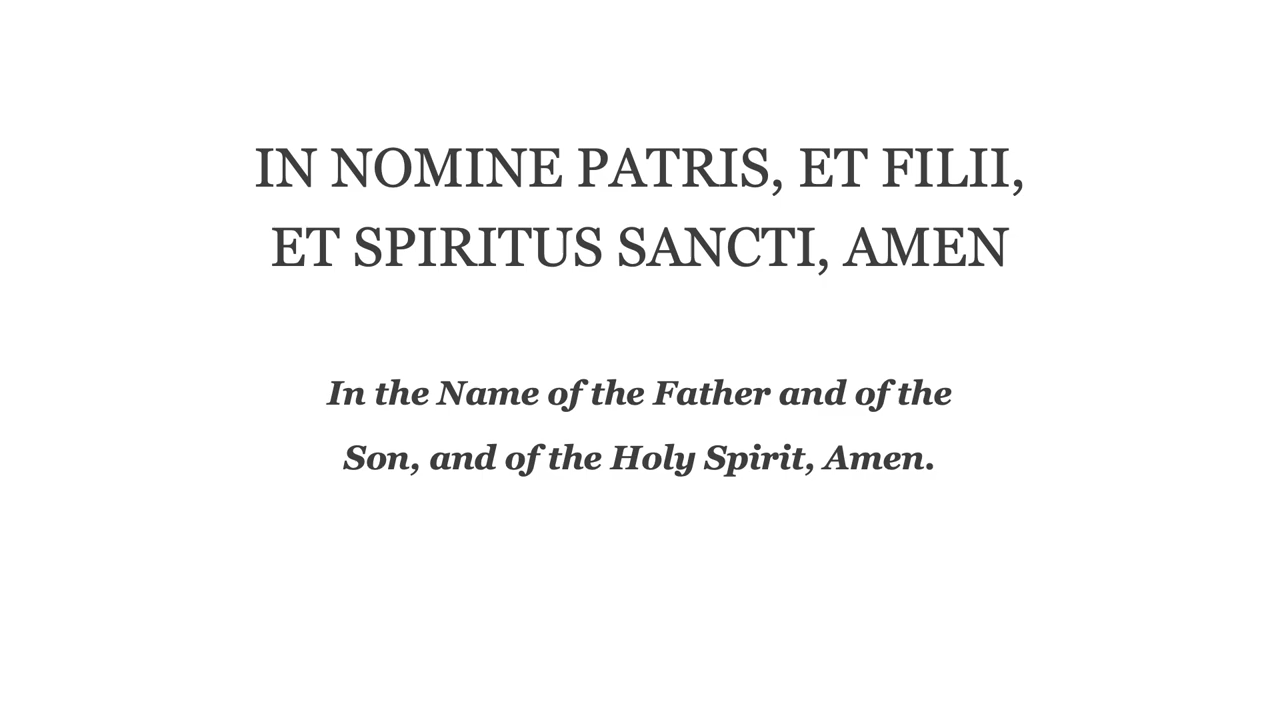 IN NOMINE PATRIS, ET FILII,
ET SPIRITUS SANCTI, AMEN
In the Name of the Father and of the
Son, and of the Holy Spirit, Amen.